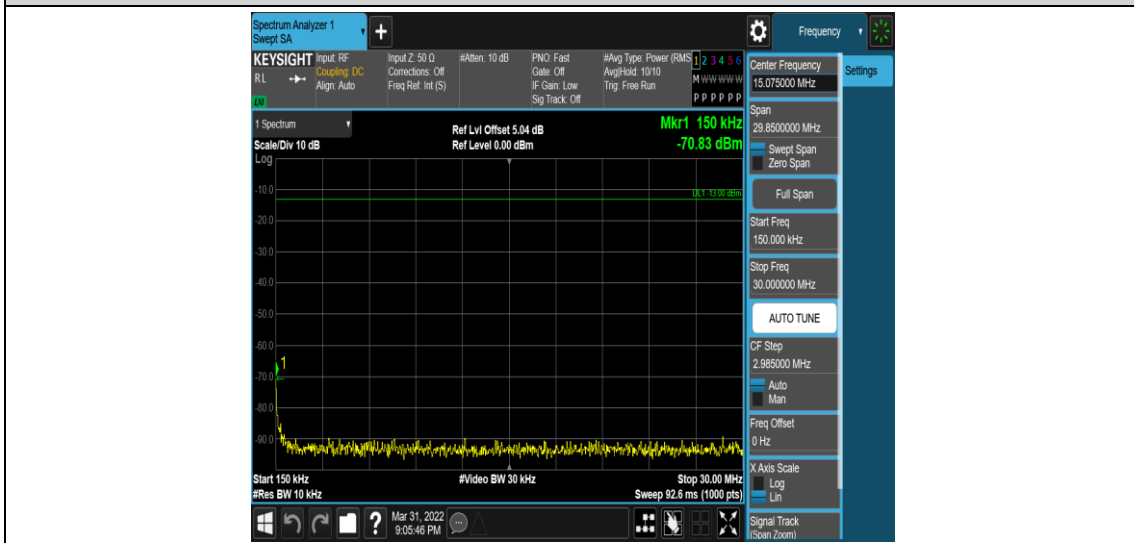 Spectrum Analyzer 1
Swept SA
Frequency
KEYSIGHT
Input: RF
Coupling: DC
Align: Auto
Input Z: 50 Ω
Corrections: Off
Freq Ref: Int (S)
#Atten: 10 dB
PNO: Fast
Gate: Off
IF Gain: Low
Sig Track: Off
#Avg Type: Power (RMS
Avg|Hold: 10/10
Trig: Free Run
1 2 3 4 5 6
M W W W W W
P P P P P P
RL
LXI
Center Frequency
15.075000 MHz
Settings
1 Spectrum
Scale/Div 10 dB
Ref Lvl Offset 5.04 dB
Ref Level 0.00 dBm
Mkr1 150 kHz
-70.83 dBm
Log
-10.0
DL1 -13.00 dBm
-20.0
-30.0
-40.0
-50.0
-60.0
1
-70.0
-80.0
-90.0
Start 150 kHz
#Video BW 30 kHz
Stop 30.00 MHz
#Res BW 10 kHz
Sweep 92.6 ms (1000 pts)
Span
29.8500000 MHz
Swept Span
Zero Span
Full Span
Start Freq
150.000 kHz
Stop Freq
30.000000 MHz
AUTO TUNE
CF Step
2.985000 MHz
Auto
Man
Freq Offset
0 Hz
X Axis Scale
Log
Lin
Signal Track
(Span Zoom)
?
Mar 31, 2022
9:05:46 PM